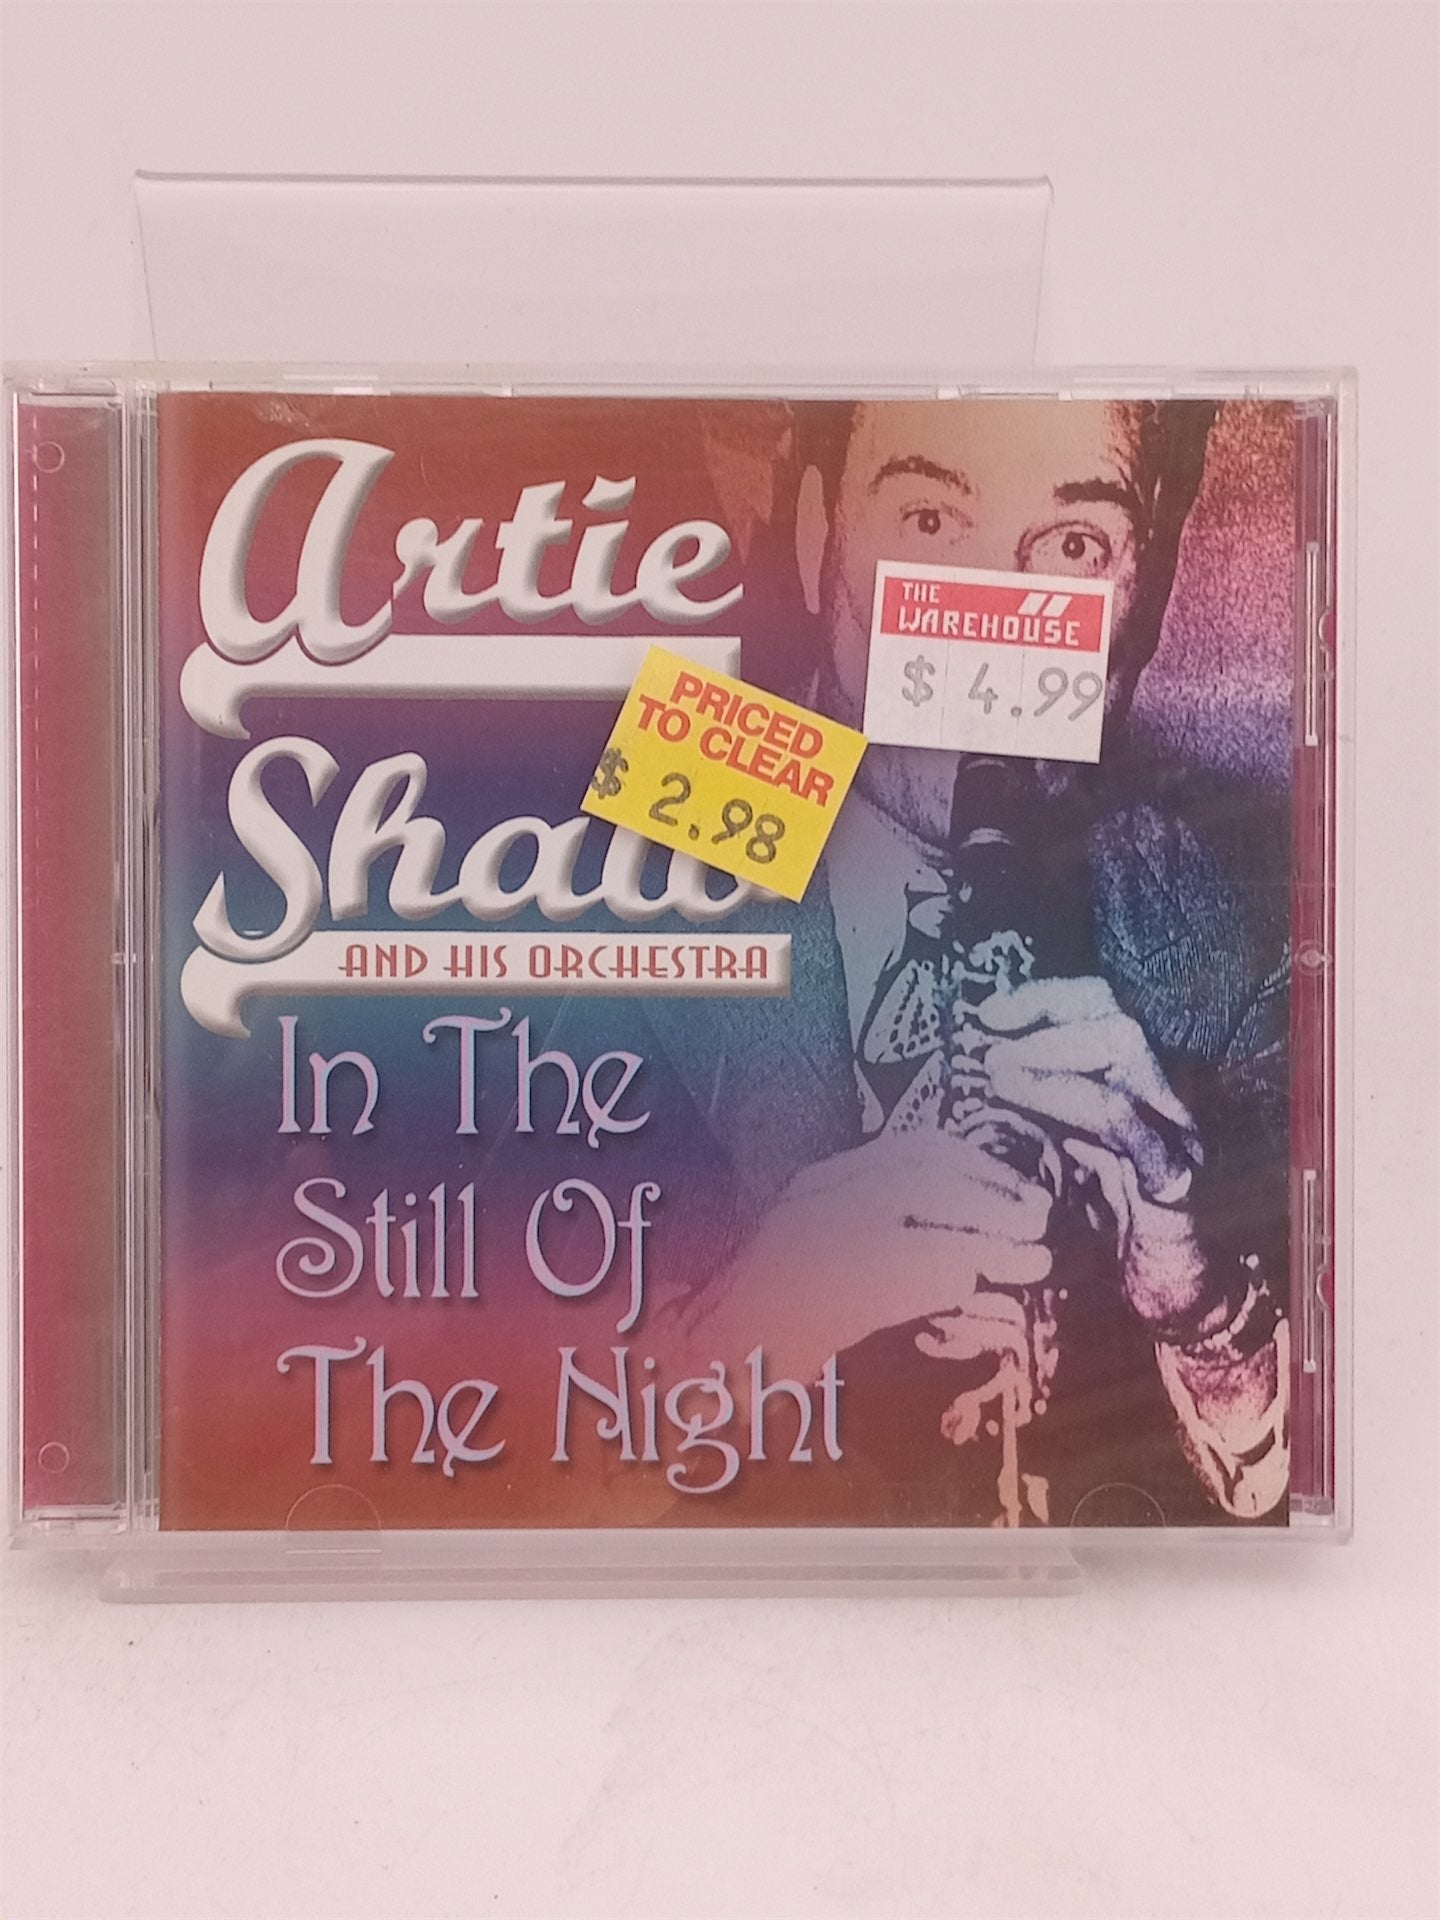 Artie
THE
WAREHOUSE
$ 4.99
PRICED
TO CLEAR
$ 2.98
Shaw
AND HIS ORCHESTRA
In The
Still Of
The Night